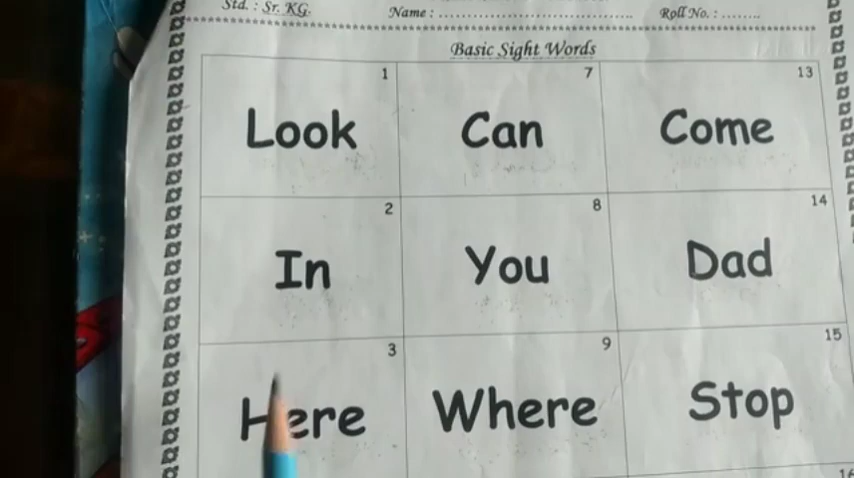 Std. : Sr. KG. Name : .................................... Roll No. : ........
Basic Sight Words
1 7 13
Look Can Come
2 8 14
In You Dad
3 9 15
Here Where Stop
16